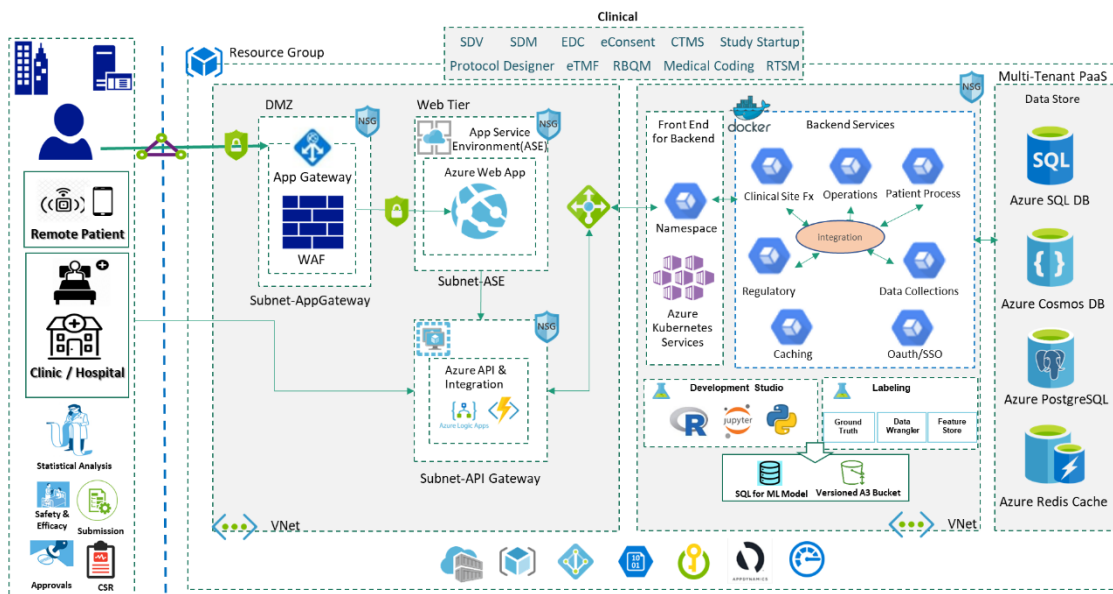 Clinical
SDV SDM EDC eConsent CTMS Study Startup
Protocol Designer eTMF RBQM Medical Coding RTSM
Resource Group
Multi-Tenant PaaS
Remote Patient
Clinic / Hospital
Statistical Analysis
Safety &
Efficacy
Submission
Approvals
CSR
DMZ
NSG
App Gateway
WAF
Subnet-AppGateway
Web Tier
NSG
App Service
Environment(ASE)
Azure Web App
Subnet-ASE
NSG
Azure API &
Integration
Azure Logic Apps
Subnet-API Gateway
VNet
NSG
Front End
for Backend
docker
Namespace
Azure
Kubernetes
Services
Backend Services
Clinical Site Fx
Operations
Patient Process
Integration
Regulatory
Data Collections
Caching
Oauth/SSO
Development Studio
R
jupyter
Labeling
Ground
Truth
Data
Wrangler
Feature
Store
SQL for ML Model
Versioned A3 Bucket
VNet
Data Store
SQL
Azure SQL DB
{ }
Azure Cosmos DB
Azure PostgreSQL
Azure Redis Cache
10
01
APPDYNAMICS